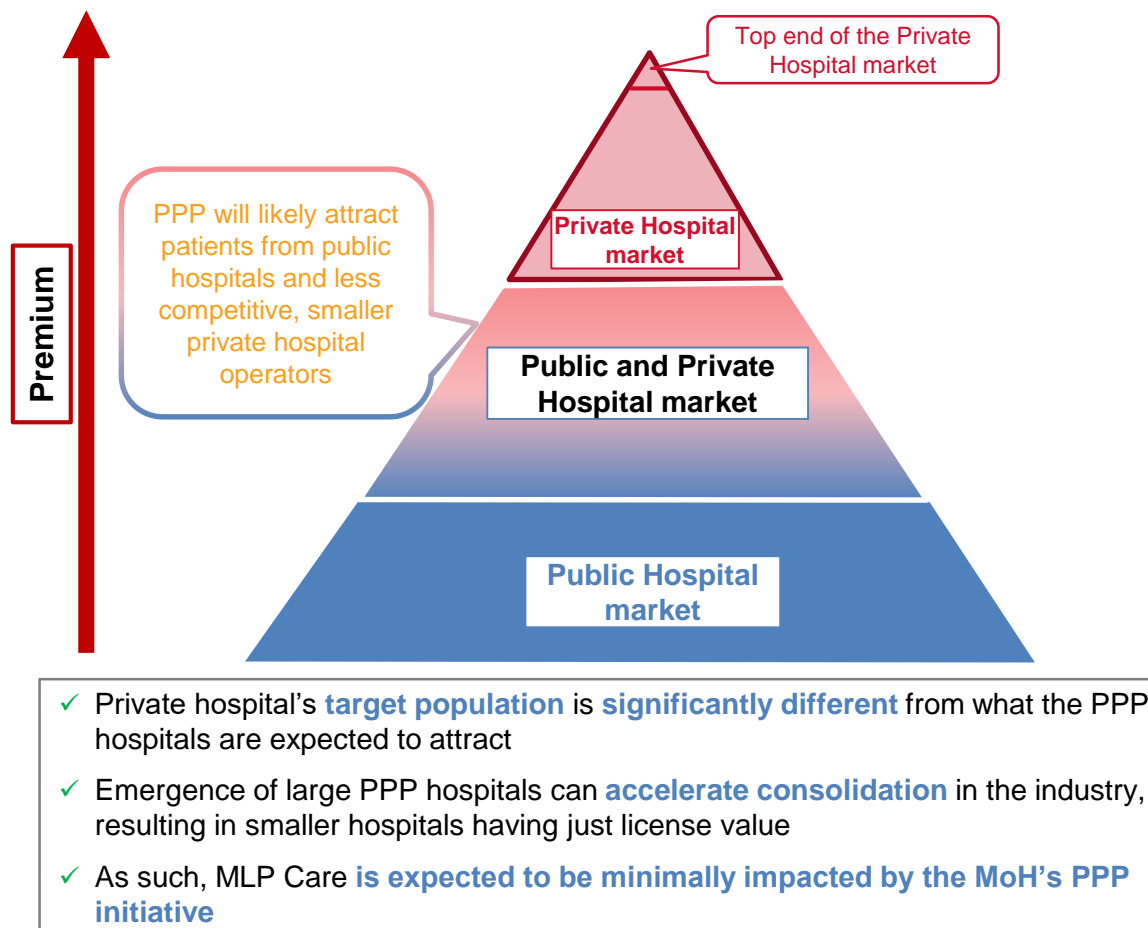 Top end of the Private
Hospital market
PPP will likely attract
patients from public
hospitals and less
competitive, smaller
private hospital
operators
Premium
Private Hospital
market
Public and Private
Hospital market
Public Hospital
market
✓ Private hospital's target population is significantly different from what the PPP
hospitals are expected to attract
✓ Emergence of large PPP hospitals can accelerate consolidation in the industry,
resulting in smaller hospitals having just license value
✓ As such, MLP Care is expected to be minimally impacted by the MoH's PPP
initiative